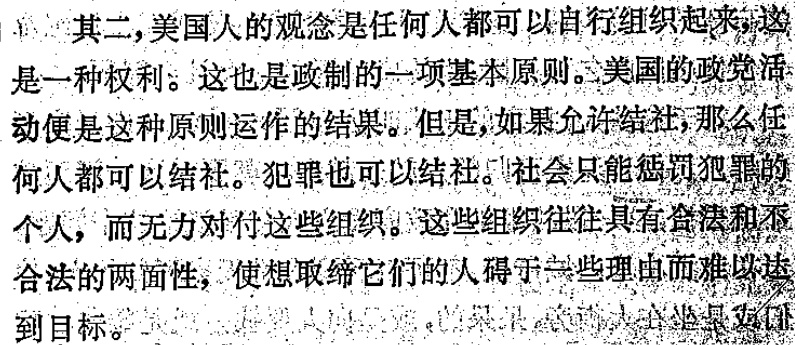 其二,美国人的观念是任何人都可以自行组织起来,这
是一种权利。这也是政制的一项基本原则。美国的政党活
动便是这种原则运作的结果。但是,如果允许结社,那么任
何人都可以结社。犯罪也可以结社。社会只能惩罚犯罪的
个人，而无力对付这些组织。这些组织往往具有合法和不
合法的两面性，使想取缔它们的人碍于一些理由而难以达
到目标。